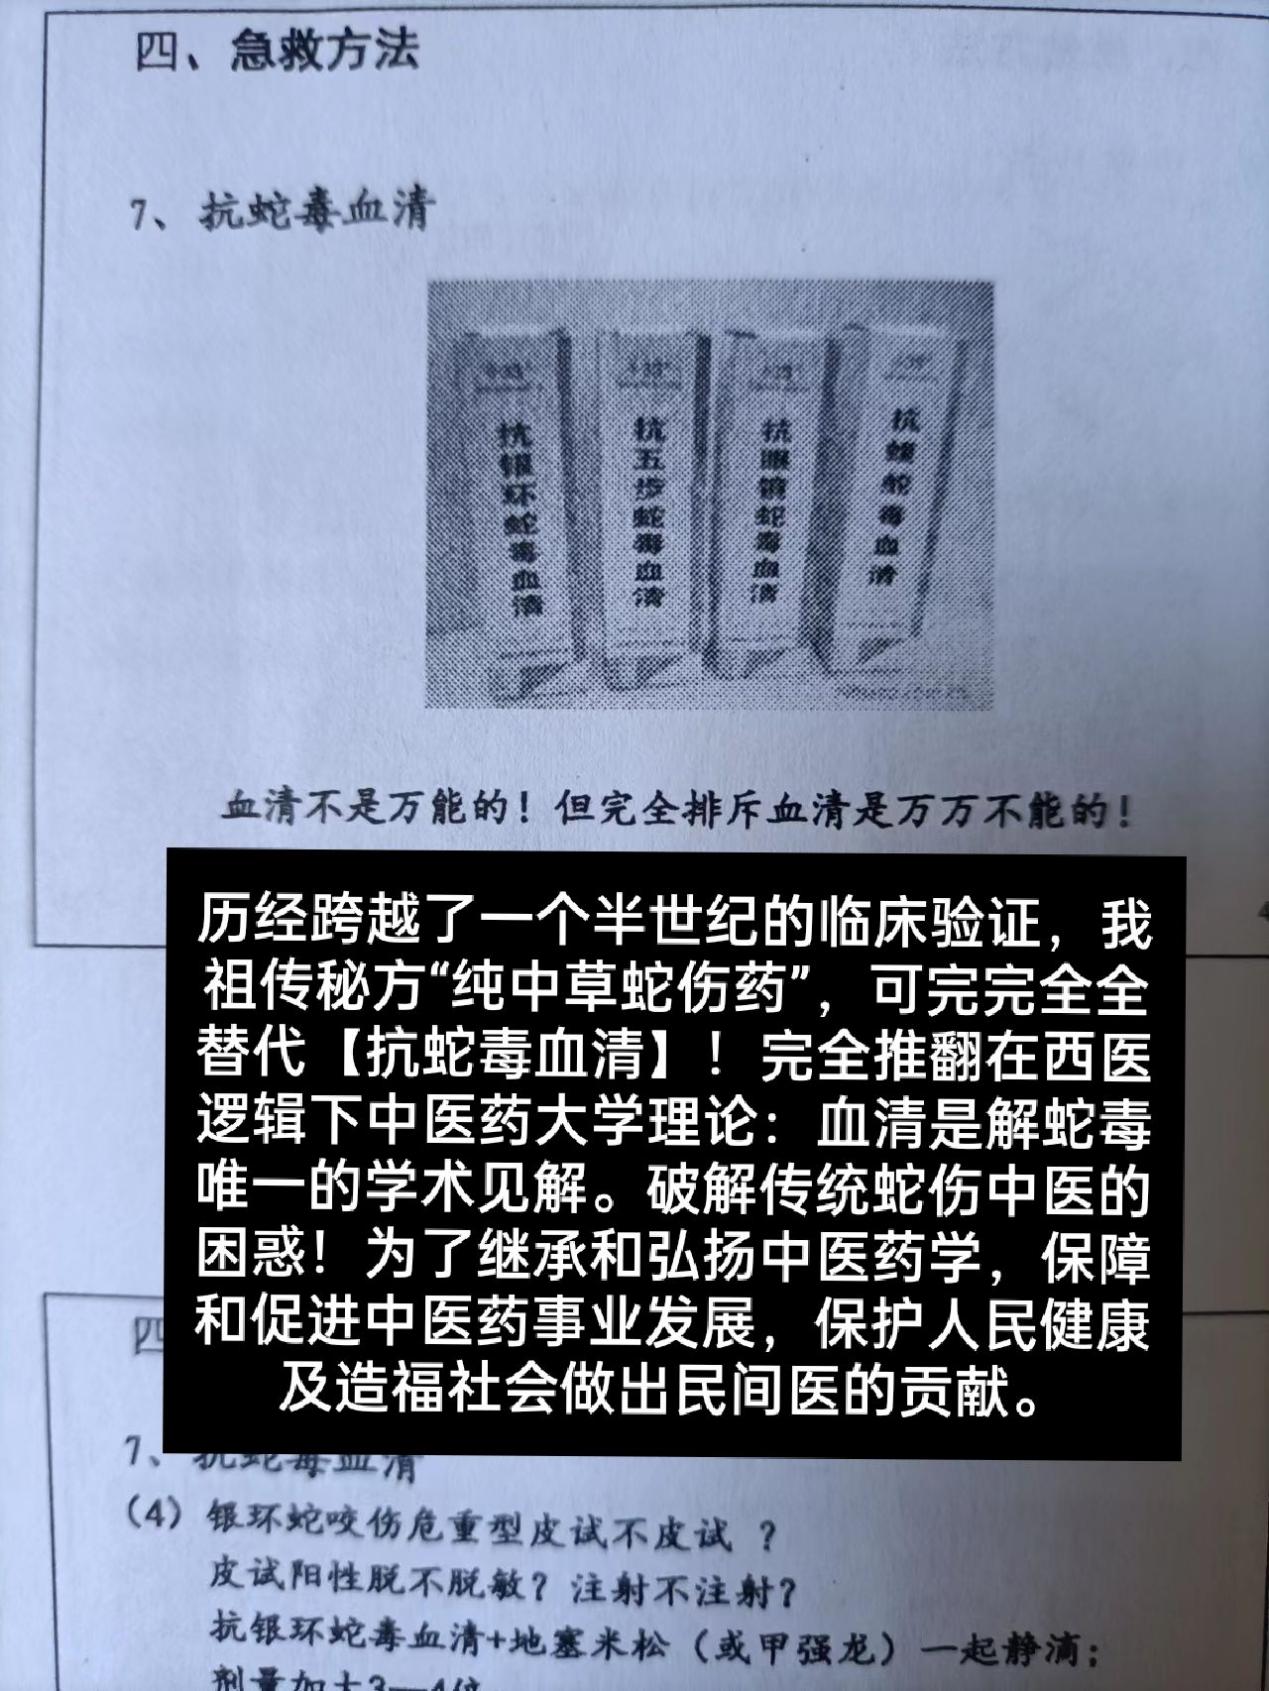 四、急救方法
7、抗蛇毒血清
抗银环蛇毒血清
抗五步蛇毒血清
抗眼镜蛇毒血清
抗蝮蛇毒血清
血清不是万能的！但完全排斥血清是万万不能的！
历经跨越了一个半世纪的临床验证，我
祖传秘方“纯中草蛇伤药”，可完完全全
替代【抗蛇毒血清】！完全推翻在西医
逻辑下中医药大学理论：血清是解蛇毒
唯一的学术见解。破解传统蛇伤中医的
困惑！为了继承和弘扬中医药学，保障
和促进中医药事业发展，保护人民健康
及造福社会做出民间医的贡献。
四
7、抗蛇毒血清
（4）银环蛇咬伤危重型皮试不皮试 ？
皮试阳性脱不脱敏？注射不注射？
抗银环蛇毒血清+地塞米松（或甲强龙）一起静滴；
剂量加大3—4倍